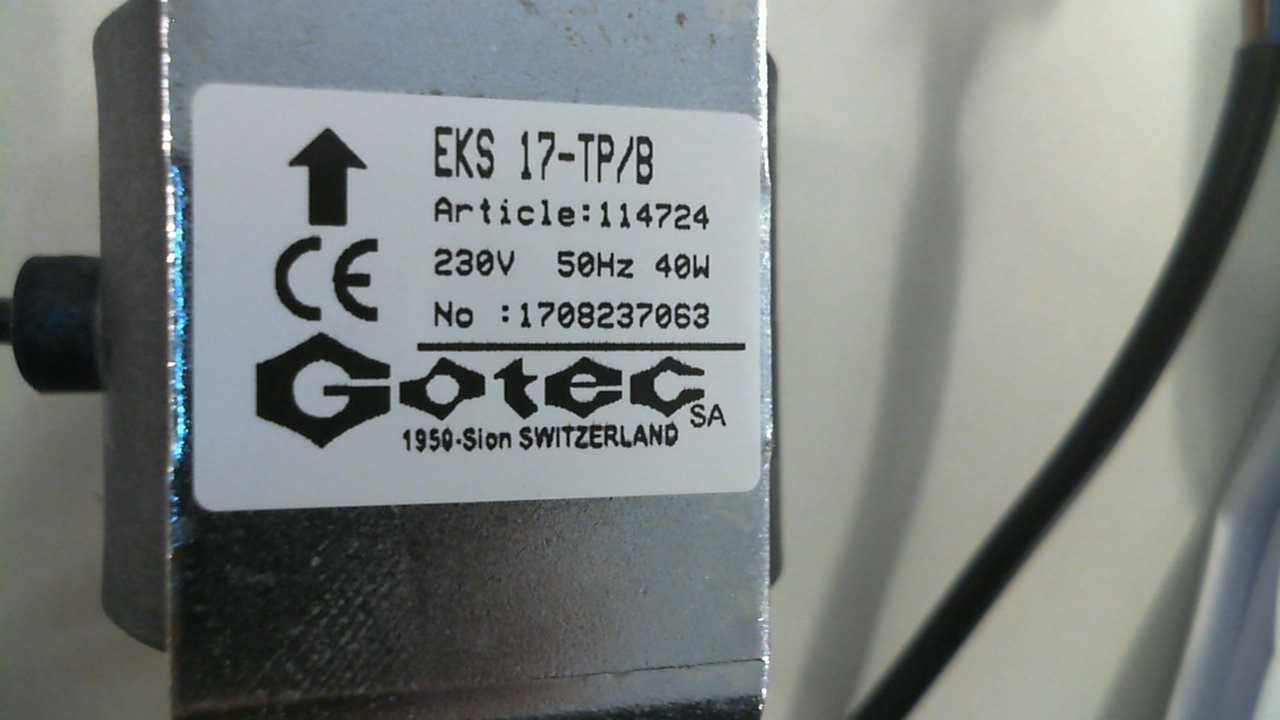 EKS 17-TP/B
Article:114724
230V 50Hz 40W
No :1708237063
CE
Gotec SA
1950-Sion SWITZERLAND